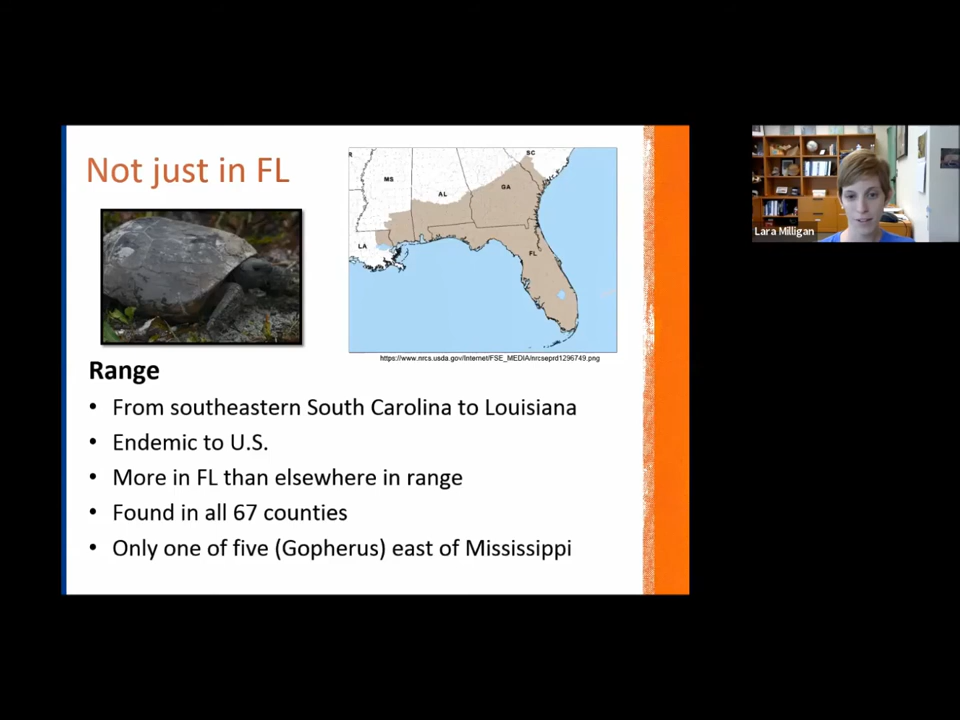 Not just in FL
R
MS
AL
GA
SC
LA
FL
https://www.nrcs.usda.gov/Internet/FSE_MEDIA/nrcseprd1296749.png
Range
• From southeastern South Carolina to Louisiana
• Endemic to U.S.
• More in FL than elsewhere in range
• Found in all 67 counties
• Only one of five (Gopherus) east of Mississippi
Lara Milligan